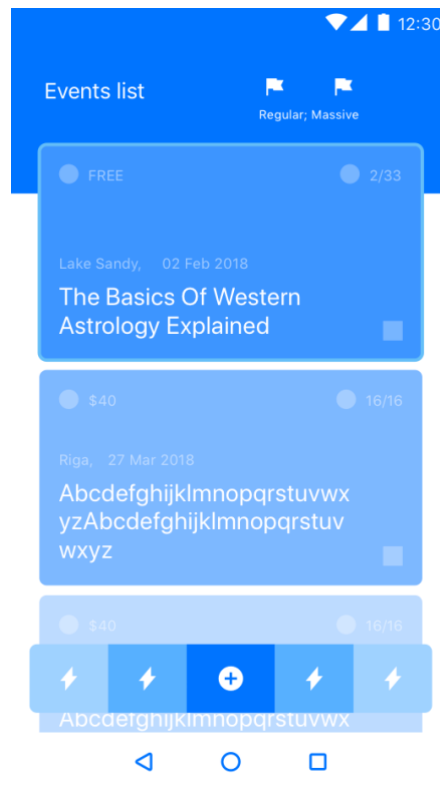 12:30
Events list
Regular; Massive
FREE 2/33
Lake Sandy, 02 Feb 2018
The Basics Of Western
Astrology Explained
$40 16/16
Riga, 27 Mar 2018
Abcdefghijklmnopqrstuvwx
yzAbcdefghijklmnopqrstuv
wxyz
$40 16/16
Abcdefghijklmnopqrstuvwx